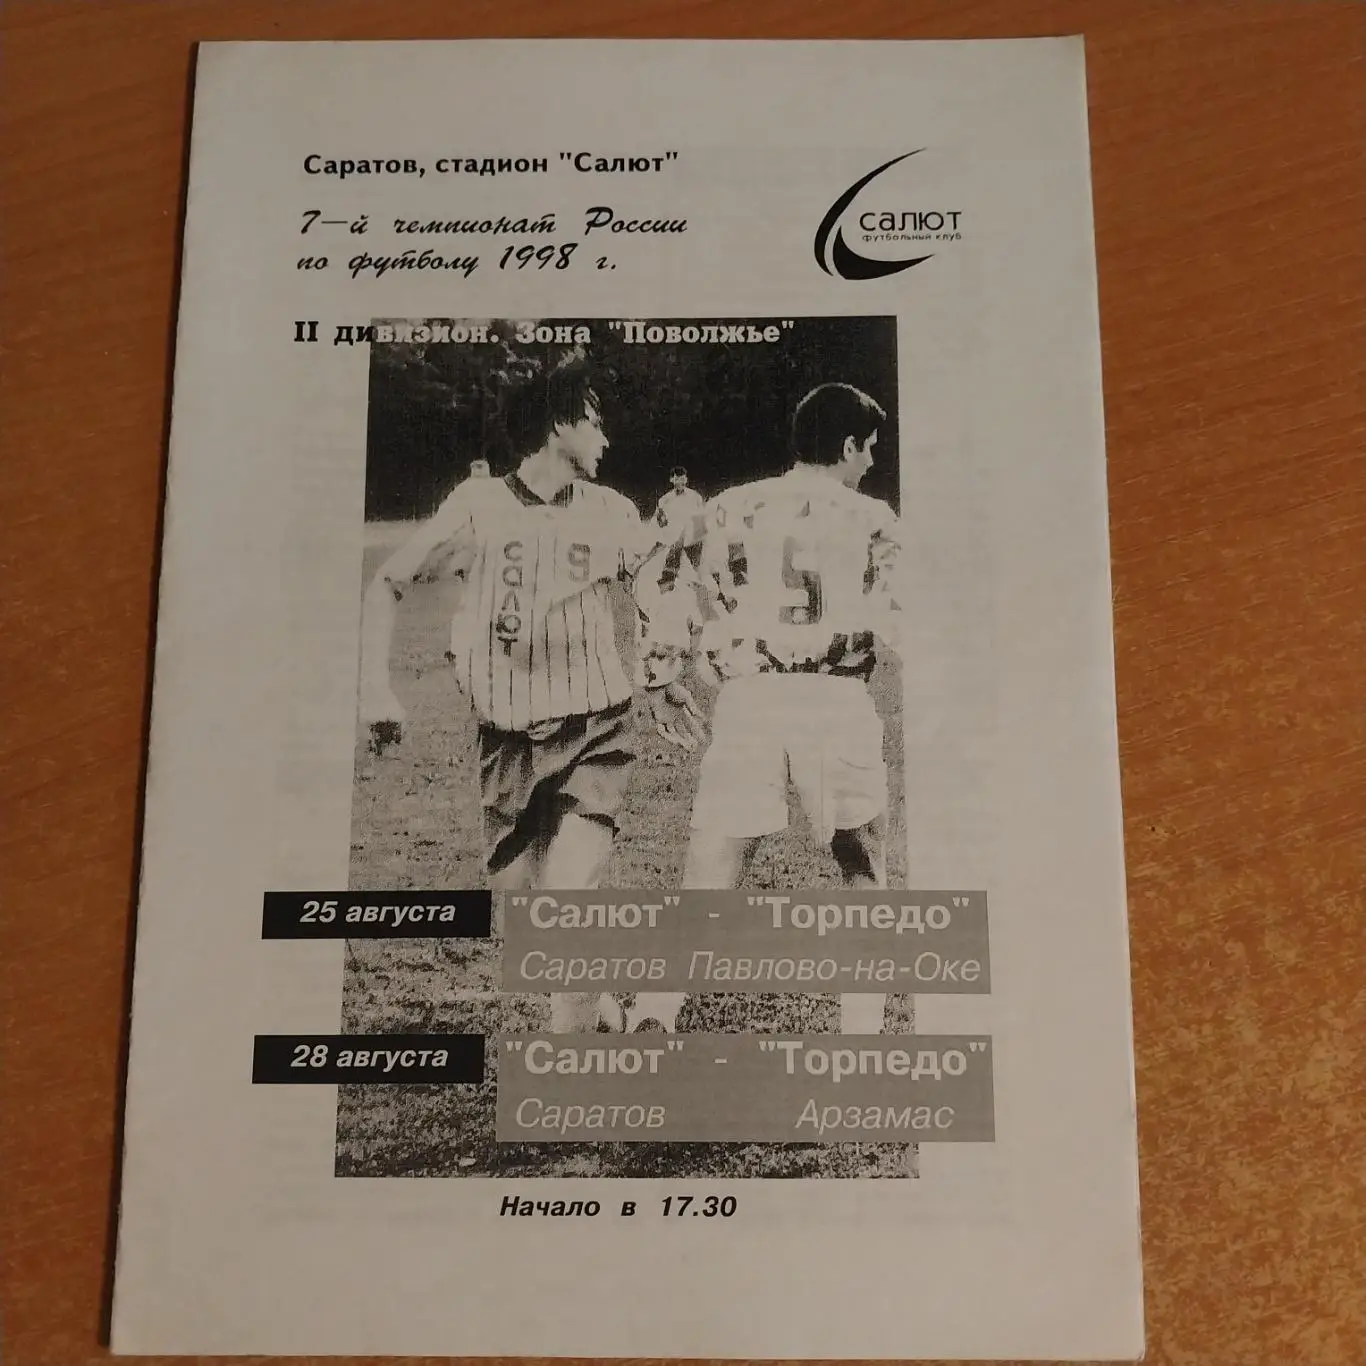 Саратов, стадион "Салют"
7-й чемпионат России
по футболу 1998 г.
салют
футбольный клуб
II дивизион. Зона "Поволжье"
9
салют
5
25 августа
"Салют" - "Торпедо"
Саратов Павлово-на-Оке
28 августа
"Салют" - "Торпедо"
Саратов Арзамас
Начало в 17.30